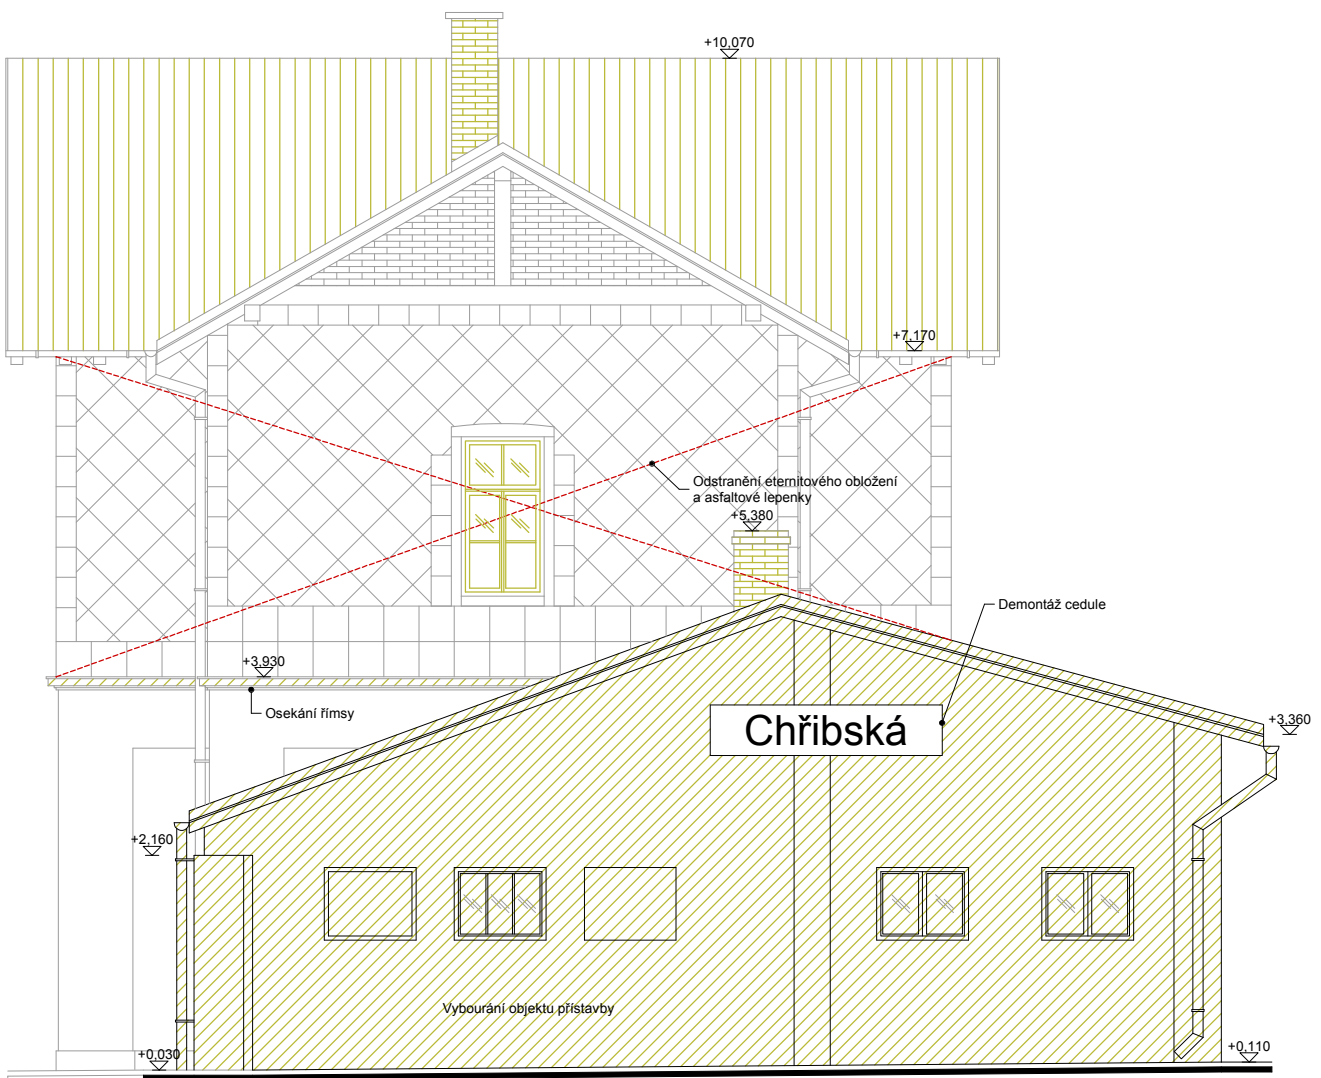 +10,070
+7,170
Odstranění eternitového obložení
a asfaltové lepenky
+5,380
Demontáž cedule
+3,930
Osekání římsy
Chřibská
+3,360
+2,160
Vybourání objektu přístavby
+0,030
+0,110